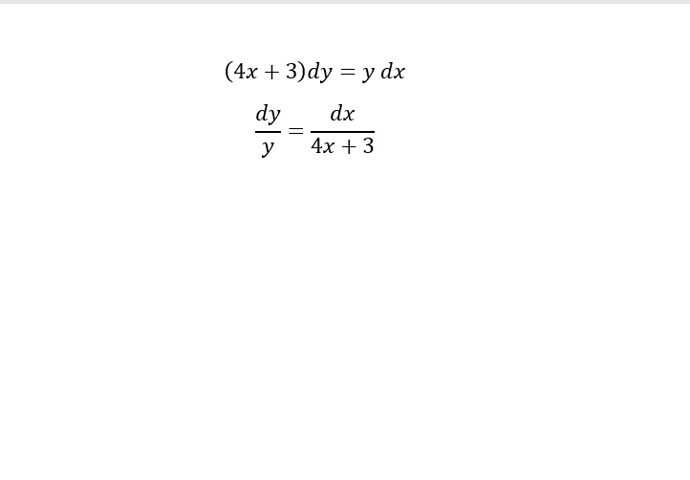 (4x + 3)dy = y dx
dy/y = dx/4x + 3